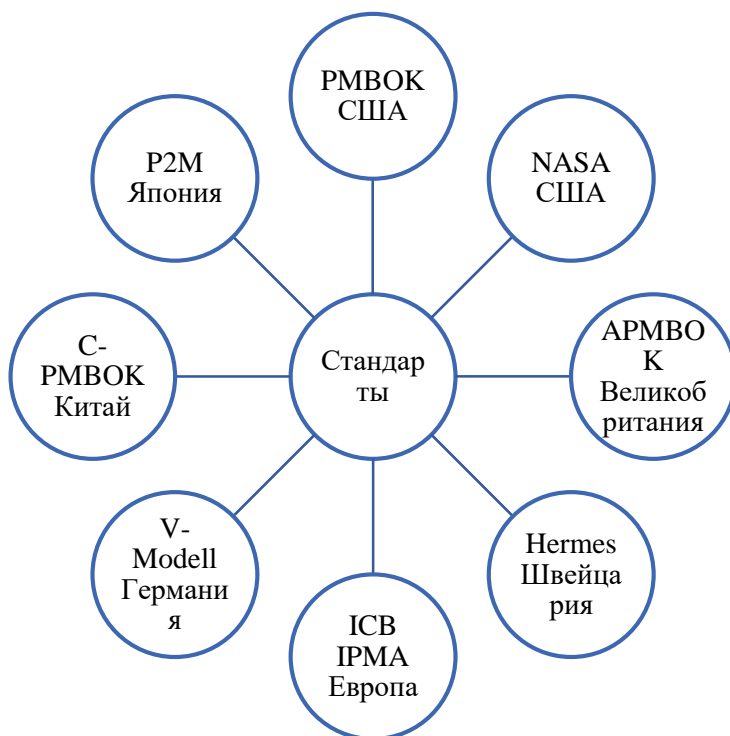 PMBOK
США
NASA
США
APMBO
K
Великоб
ритания
Hermes
Швейца
рия
ICB
IPMA
Европа
V-
Modell
Германи
я
C-
PMBOK
Китай
P2M
Япония
Стандар
ты